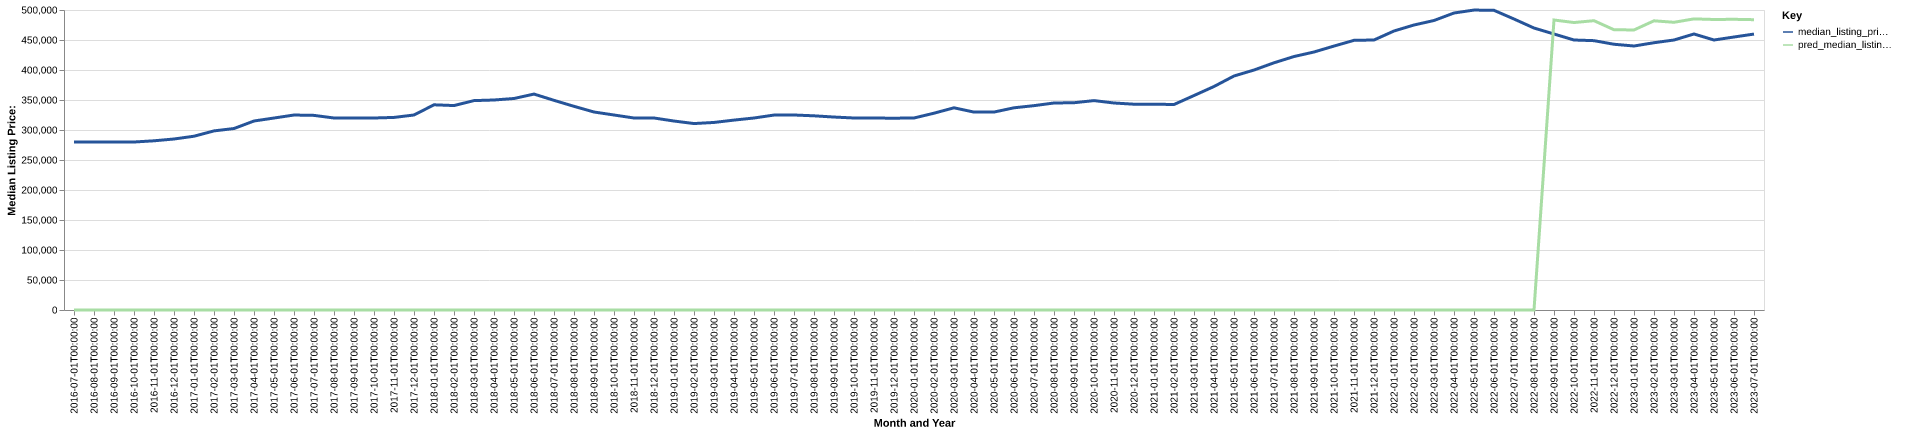 500,000
450,000
400,000
350,000
300,000
250,000
200,000
150,000
100,000
50,000
0
Median Listing Price:
2016-07-01T00:00:00
2016-08-01T00:00:00
2016-09-01T00:00:00
2016-10-01T00:00:00
2016-11-01T00:00:00
2016-12-01T00:00:00
2017-01-01T00:00:00
2017-02-01T00:00:00
2017-03-01T00:00:00
2017-04-01T00:00:00
2017-05-01T00:00:00
2017-06-01T00:00:00
2017-07-01T00:00:00
2017-08-01T00:00:00
2017-09-01T00:00:00
2017-10-01T00:00:00
2017-11-01T00:00:00
2017-12-01T00:00:00
2018-01-01T00:00:00
2018-02-01T00:00:00
2018-03-01T00:00:00
2018-04-01T00:00:00
2018-05-01T00:00:00
2018-06-01T00:00:00
2018-07-01T00:00:00
2018-08-01T00:00:00
2018-09-01T00:00:00
2018-10-01T00:00:00
2018-11-01T00:00:00
2018-12-01T00:00:00
2019-01-01T00:00:00
2019-02-01T00:00:00
2019-03-01T00:00:00
2019-04-01T00:00:00
2019-05-01T00:00:00
2019-06-01T00:00:00
2019-07-01T00:00:00
2019-08-01T00:00:00
2019-09-01T00:00:00
2019-10-01T00:00:00
2019-11-01T00:00:00
2019-12-01T00:00:00
2020-01-01T00:00:00
2020-02-01T00:00:00
2020-03-01T00:00:00
2020-04-01T00:00:00
2020-05-01T00:00:00
2020-06-01T00:00:00
2020-07-01T00:00:00
2020-08-01T00:00:00
2020-09-01T00:00:00
2020-10-01T00:00:00
2020-11-01T00:00:00
2020-12-01T00:00:00
2021-01-01T00:00:00
2021-02-01T00:00:00
2021-03-01T00:00:00
2021-04-01T00:00:00
2021-05-01T00:00:00
2021-06-01T00:00:00
2021-07-01T00:00:00
2021-08-01T00:00:00
2021-09-01T00:00:00
2021-10-01T00:00:00
2021-11-01T00:00:00
2021-12-01T00:00:00
2022-01-01T00:00:00
2022-02-01T00:00:00
2022-03-01T00:00:00
2022-04-01T00:00:00
2022-05-01T00:00:00
2022-06-01T00:00:00
2022-07-01T00:00:00
2022-08-01T00:00:00
2022-09-01T00:00:00
2022-10-01T00:00:00
2022-11-01T00:00:00
2022-12-01T00:00:00
2023-01-01T00:00:00
2023-02-01T00:00:00
2023-03-01T00:00:00
2023-04-01T00:00:00
2023-05-01T00:00:00
2023-06-01T00:00:00
2023-07-01T00:00:00
Month and Year
Key
median_listing_pri…
pred_median_listin…